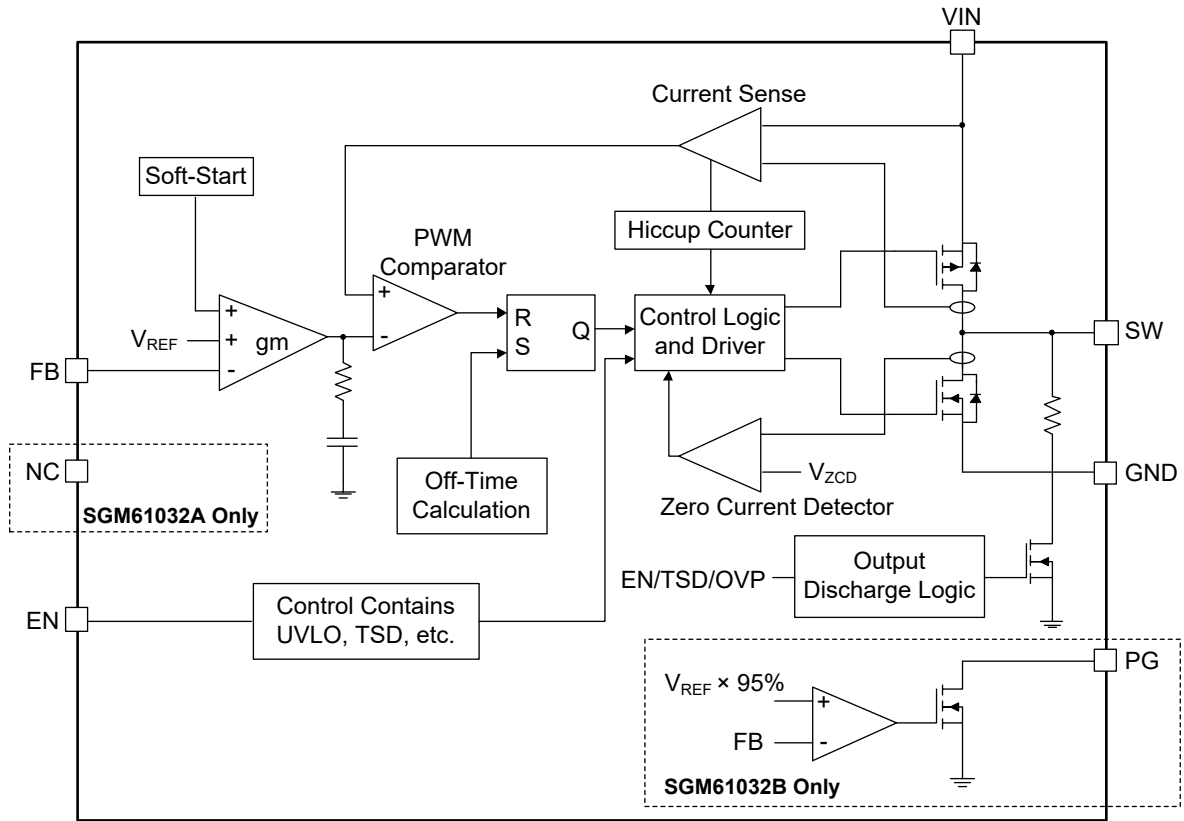 VIN
Current Sense
Soft-Start
Hiccup Counter
PWM
Comparator
+
-
R
S
Q
Control Logic
and Driver
SW
+
VREF
+
gm
-
FB
NC
SGM61032A Only
Off-Time
Calculation
VZCD
Zero Current Detector
GND
EN/TSD/OVP
Output
Discharge Logic
EN
Control Contains
UVLO, TSD, etc.
PG
VREF × 95%
+
FB
-
SGM61032B Only